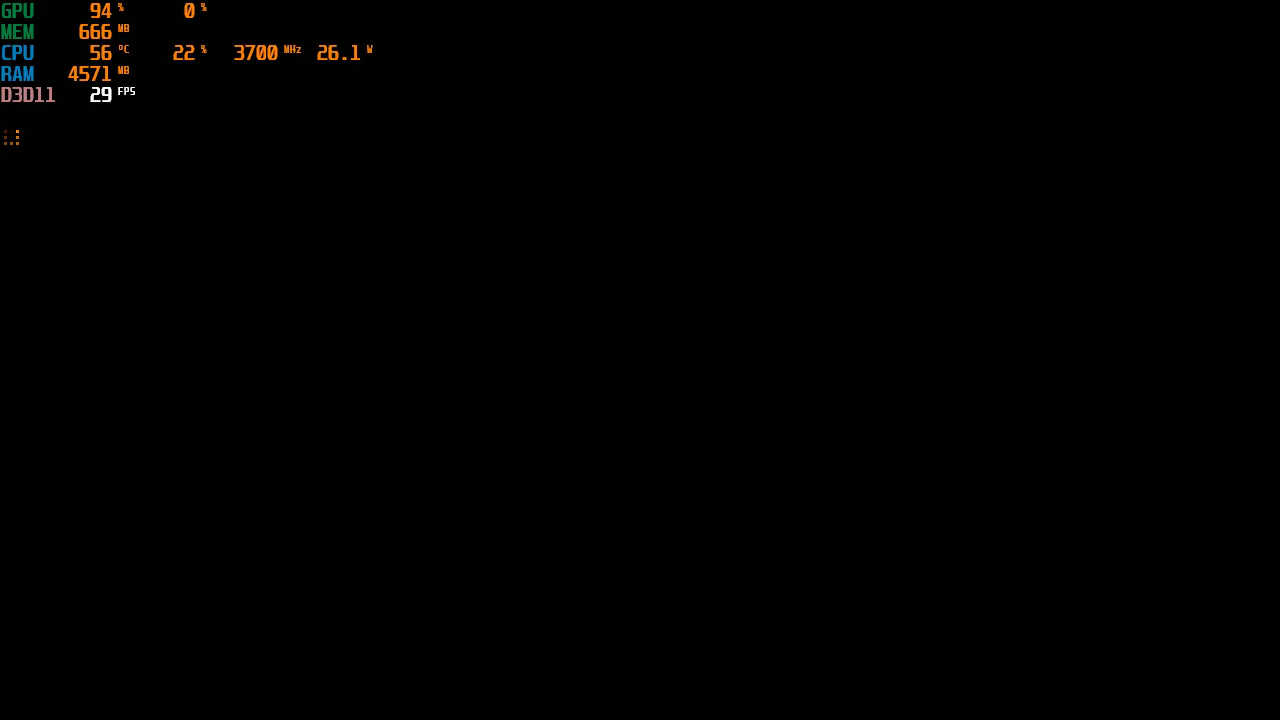 GPU 94 % 0 %
MEM 666 MB
CPU 56 °C 22 % 3700 MHz 26.1 W
RAM 4571 MB
D3D11 29 FPS